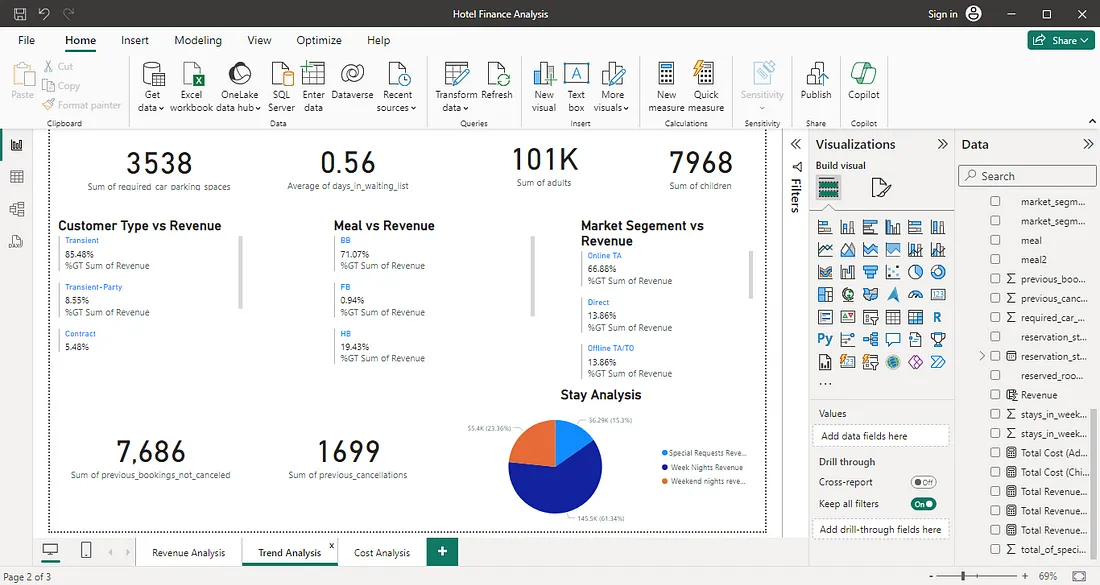 Hotel Finance Analysis
Sign in
File Home Insert Modeling View Optimize Help
Share
Paste
Cut
Copy
Format painter
Clipboard
Get data
Excel workbook
OneLake data hub
SQL Server
Enter data
Dataverse
Recent sources
Data
Transform data
Refresh
Queries
New visual
Text box
More visuals
Insert
New measure
Quick measure
Calculations
Sensitivity
Sensitivity
Publish
Share
Copilot
Copilot
3538
Sum of required car parking spaces
0.56
Average of days_in_waiting_list
101K
Sum of adults
7968
Sum of children
Customer Type vs Revenue
Transient
85.48%
%GT Sum of Revenue
Transient-Party
8.55%
%GT Sum of Revenue
Contract
5.48%
Meal vs Revenue
BB
71.07%
%GT Sum of Revenue
FB
0.94%
%GT Sum of Revenue
HB
19.43%
%GT Sum of Revenue
Market Segement vs
Revenue
Online TA
66.88%
%GT Sum of Revenue
Direct
13.86%
%GT Sum of Revenue
Offline TA/TO
13.86%
%GT Sum of Revenue
7,686
Sum of previous_bookings_not_canceled
1699
Sum of previous_cancellations
Stay Analysis
36.29K (15.3%)
55.4K (23.36%)
145.5K (61.34%)
Special Requests Reve...
Week Nights Revenue
Weekend nights reve...
Filters
Visualizations
Build visual
R
Py
123
...
Values
Add data fields here
Drill through
Cross-report
Off
Keep all filters
On
Add drill-through fields here
Data
Search
market_segm...
market_segm...
meal
meal2
previous_boo...
previous_canc...
required_car_...
reservation_st...
reservation_st...
reserved_roo...
Revenue
stays_in_week...
stays_in_week...
Total Cost (Ad...
Total Cost (Chi...
Total Revenue...
Total Revenue...
Total Revenue...
total_of_speci...
Revenue Analysis
Trend Analysis
x
Cost Analysis
+
Page 2 of 3
- + 69%